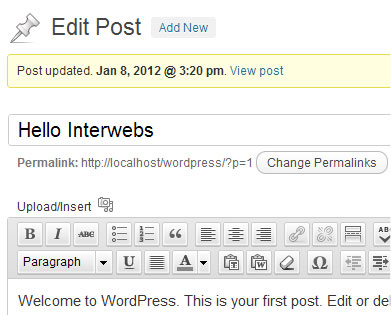 Edit Post Add New
Post updated. Jan 8, 2012 @ 3:20 pm. View post
Hello Interwebs
Permalink: http://localhost/wordpress/?p=1 Change Permalinks
Upload/Insert
B I ABC ABC
Paragraph U A T W Ω
Welcome to WordPress. This is your first post. Edit or del